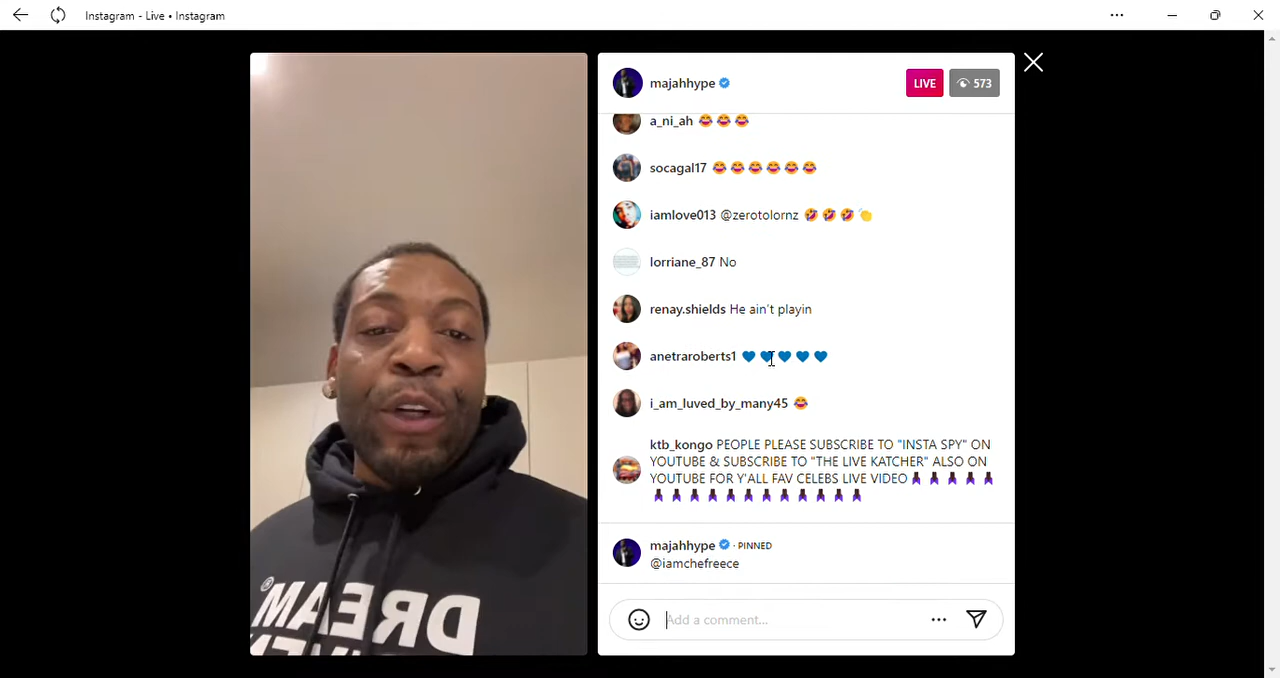 Instagram - Live • Instagram
majahhype
LIVE
573
a_ni_ah 😂 😂 😂
socagal17 😂 😂 😂 😂 😂 😂
iamlove013 @zerotolornz 🤣 🤣 🤣 👏
lorriane_87 No
renay.shields He ain't playin
anetraroberts1 💙 💙 💙 💙 💙
i_am_luved_by_many45 😂
ktb_kongo PEOPLE PLEASE SUBSCRIBE TO "INSTA SPY" ON
YOUTUBE & SUBSCRIBE TO "THE LIVE KATCHER" ALSO ON
YOUTUBE FOR Y'ALL FAV CELEBS LIVE VIDEO
majahhype · PINNED
@iamchefreece
Add a comment...
DREAM®